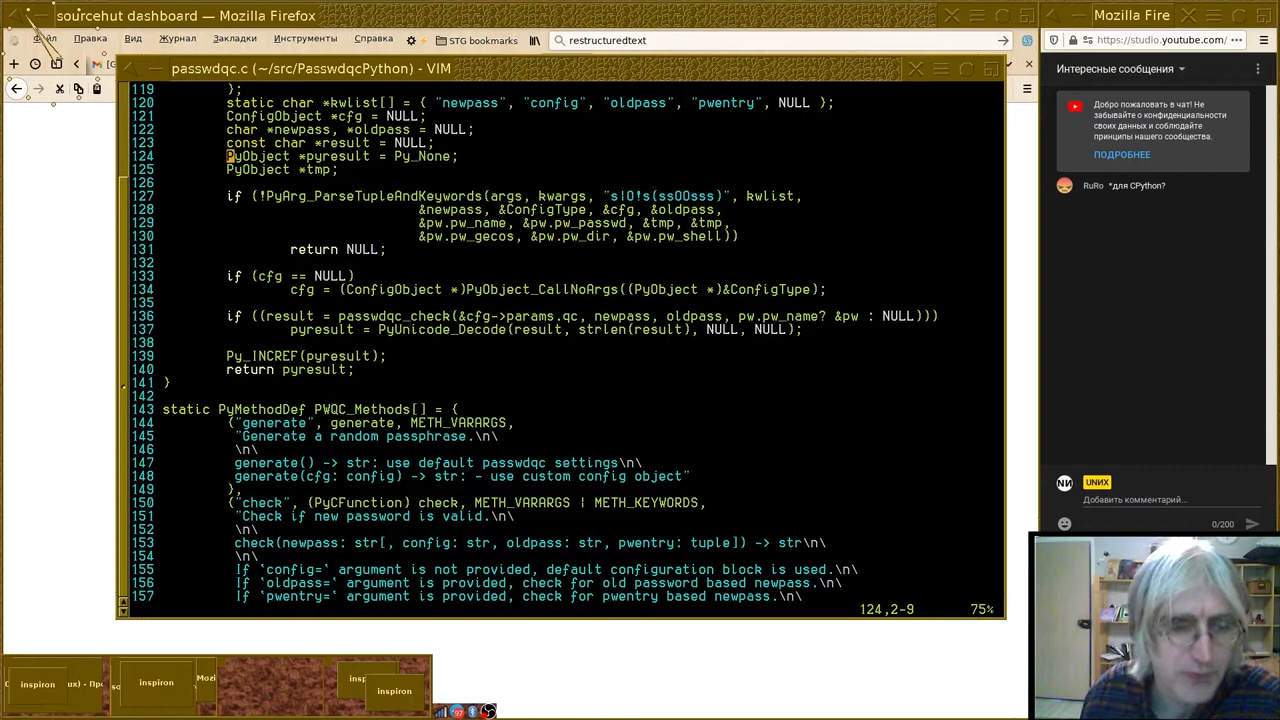 sourcehut dashboard — Mozilla Firefox
Mozilla Fire
Файл Правка Вид Журнал Закладки Инструменты Справка STG bookmarks restructuredtext
https://studio.youtube.com/
passwdqc.c (~/src/PasswdqcPython) - VIM
119 };
120 static char *kwlist[] = { "newpass", "config", "oldpass", "pwentry", NULL };
121 ConfigObject *cfg = NULL;
122 char *newpass, *oldpass = NULL;
123 const char *result = NULL;
124 PyObject *pyresult = Py_None;
125 PyObject *tmp;
126
127 if (!PyArg_ParseTupleAndKeywords(args, kwargs, "s|O!s(ssOOsss)", kwlist,
128 &newpass, &ConfigType, &cfg, &oldpass,
129 &pw.pw_name, &pw.pw_passwd, &tmp, &tmp,
130 &pw.pw_gecos, &pw.pw_dir, &pw.pw_shell))
131 return NULL;
132
133 if (cfg == NULL)
134 cfg = (ConfigObject *)PyObject_CallNoArgs((PyObject *)&ConfigType);
135
136 if ((result = passwdqc_check(&cfg->params.qc, newpass, oldpass, pw.pw_name? &pw : NULL)))
137 pyresult = PyUnicode_Decode(result, strlen(result), NULL, NULL);
138
139 Py_INCREF(pyresult);
140 return pyresult;
141 }
142
143 static PyMethodDef PWQC_Methods[] = {
144 {"generate", generate, METH_VARARGS,
145 "Generate a random passphrase.\n\
146 \n\
147 generate() -> str: use default passwdqc settings\n\
148 generate(cfg: config) -> str: - use custom config object"
149 },
150 {"check", (PyCFunction) check, METH_VARARGS | METH_KEYWORDS,
151 "Check if new password is valid.\n\
152 \n\
153 check(newpass: str[, config: str, oldpass: str, pwentry: tuple]) -> str\n\
154 \n\
155 If `config=` argument is not provided, default configuration block is used.\n\
156 If `oldpass=` argument is provided, check for old password based newpass.\n\
157 If `pwentry=` argument is provided, check for pwentry based newpass.\n\
124,2-9 75%
Интересные сообщения
Добро пожаловать в чат! Не
забывайте о конфиденциальности
своих данных и соблюдайте
принципы нашего сообщества.
ПОДРОБНЕЕ
RuRo *для CPython?
NИ UNИX
Добавить комментарий...
0/200
inspiron
ux) - Пр
inspiron
Mozi
insp
inspiron
97